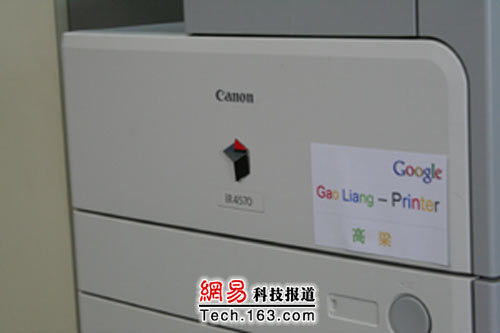 Canon
iR4570
Google
Gao Liang – Printer
高 粱
網易 科技报道
Tech.163.com